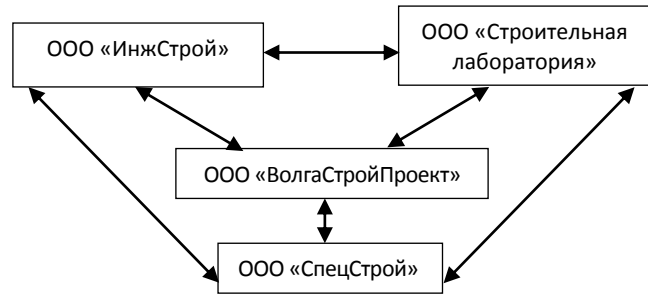 ООО «ИнжСтрой»
ООО «Строительная
лаборатория»
ООО «ВолгаСтройПроект»
ООО «СпецСтрой»